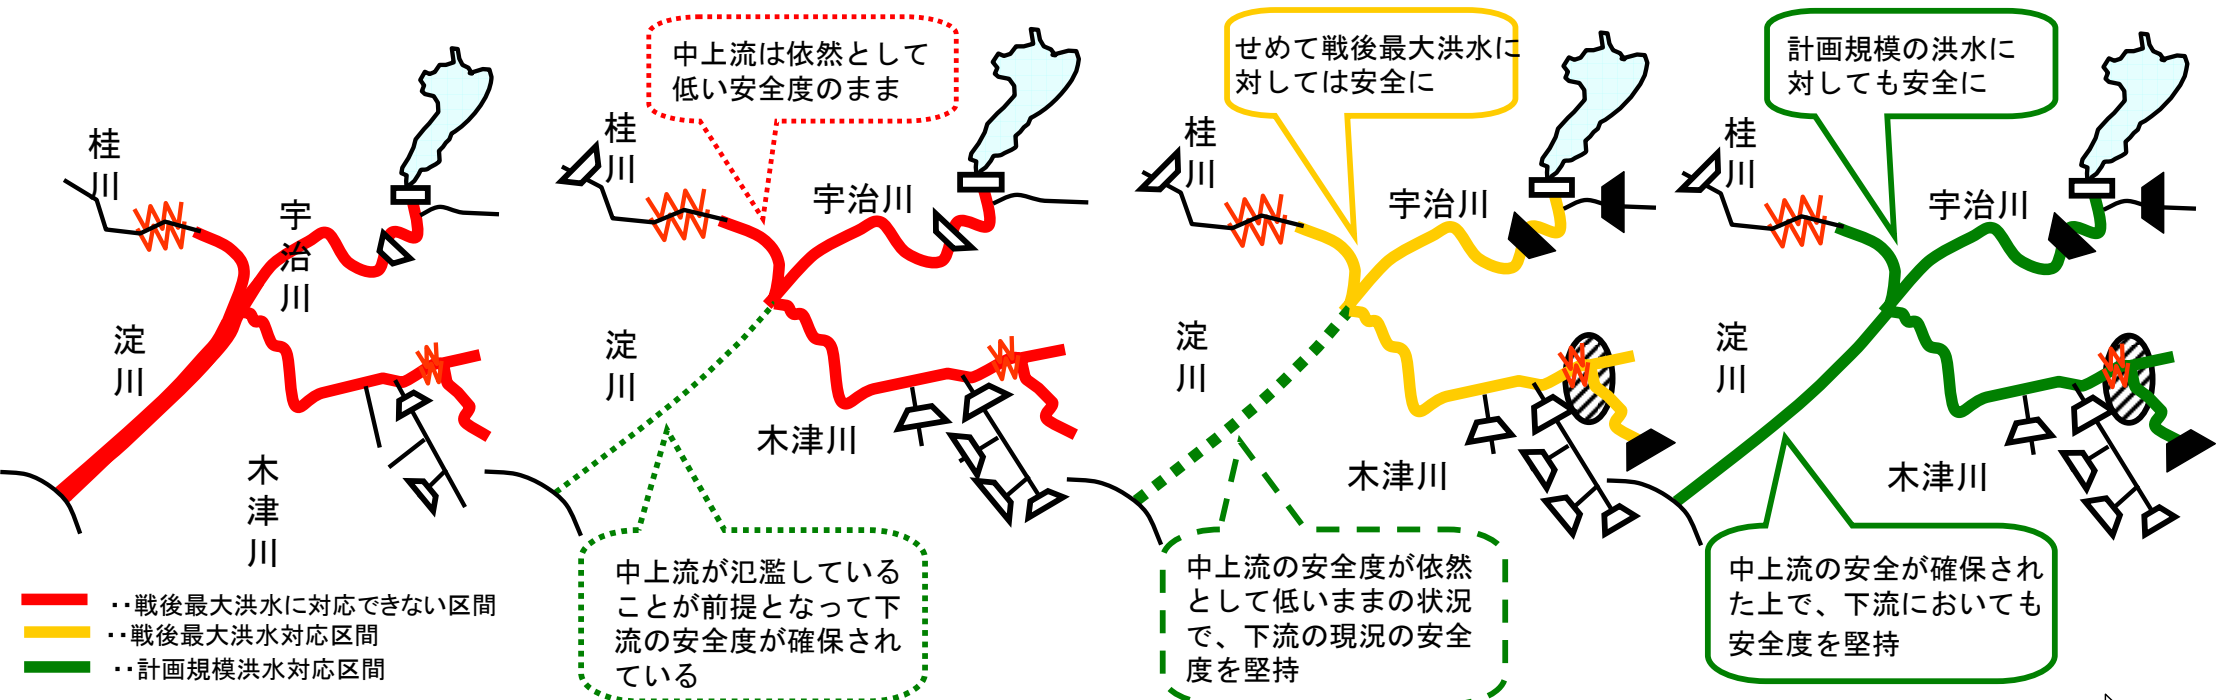 桂川
宇治川
淀川
木津川
‥戦後最大洪水に対応できない区間
‥戦後最大洪水対応区間
‥計画規模洪水対応区間
中上流は依然として
低い安全度のまま
桂川
宇治川
淀川
木津川
中上流が氾濫している
ことが前提となって下
流の安全度が確保され
ている
せめて戦後最大洪水に
対しては安全に
桂川
宇治川
淀川
木津川
中上流の安全度が依然
として低いままの状況
で、下流の現況の安全
度を堅持
計画規模の洪水に
対しても安全に
桂川
宇治川
淀川
木津川
中上流の安全が確保され
た上で、下流においても
安全度を堅持